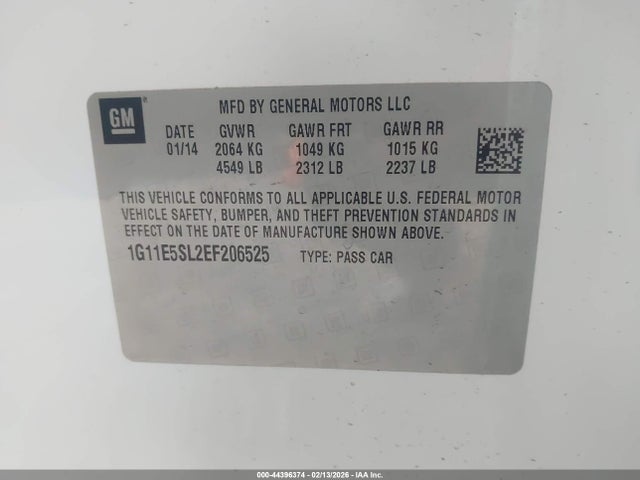 GM
MFD BY GENERAL MOTORS LLC
DATE GVWR GAWR FRT GAWR RR
01/14 2064 KG 1049 KG 1015 KG
4549 LB 2312 LB 2237 LB
THIS VEHICLE CONFORMS TO ALL APPLICABLE U.S. FEDERAL MOTOR
VEHICLE SAFETY, BUMPER, AND THEFT PREVENTION STANDARDS IN
EFFECT ON THE DATE OF MANUFACTURE SHOWN ABOVE.
1G11E5SL2EF206525 TYPE: PASS CAR
000-44396374 - 02/13/2026 - IAA Inc.